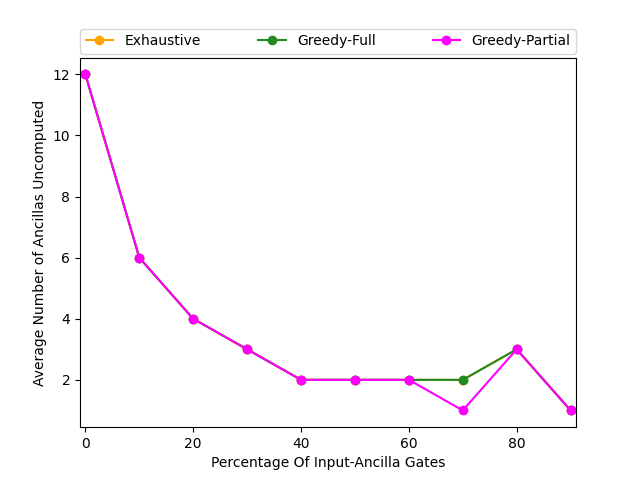 Exhaustive Greedy-Full Greedy-Partial
Average Number of Ancillas Uncomputed
12
10
8
6
4
2
0 20 40 60 80
Percentage Of Input-Ancilla Gates